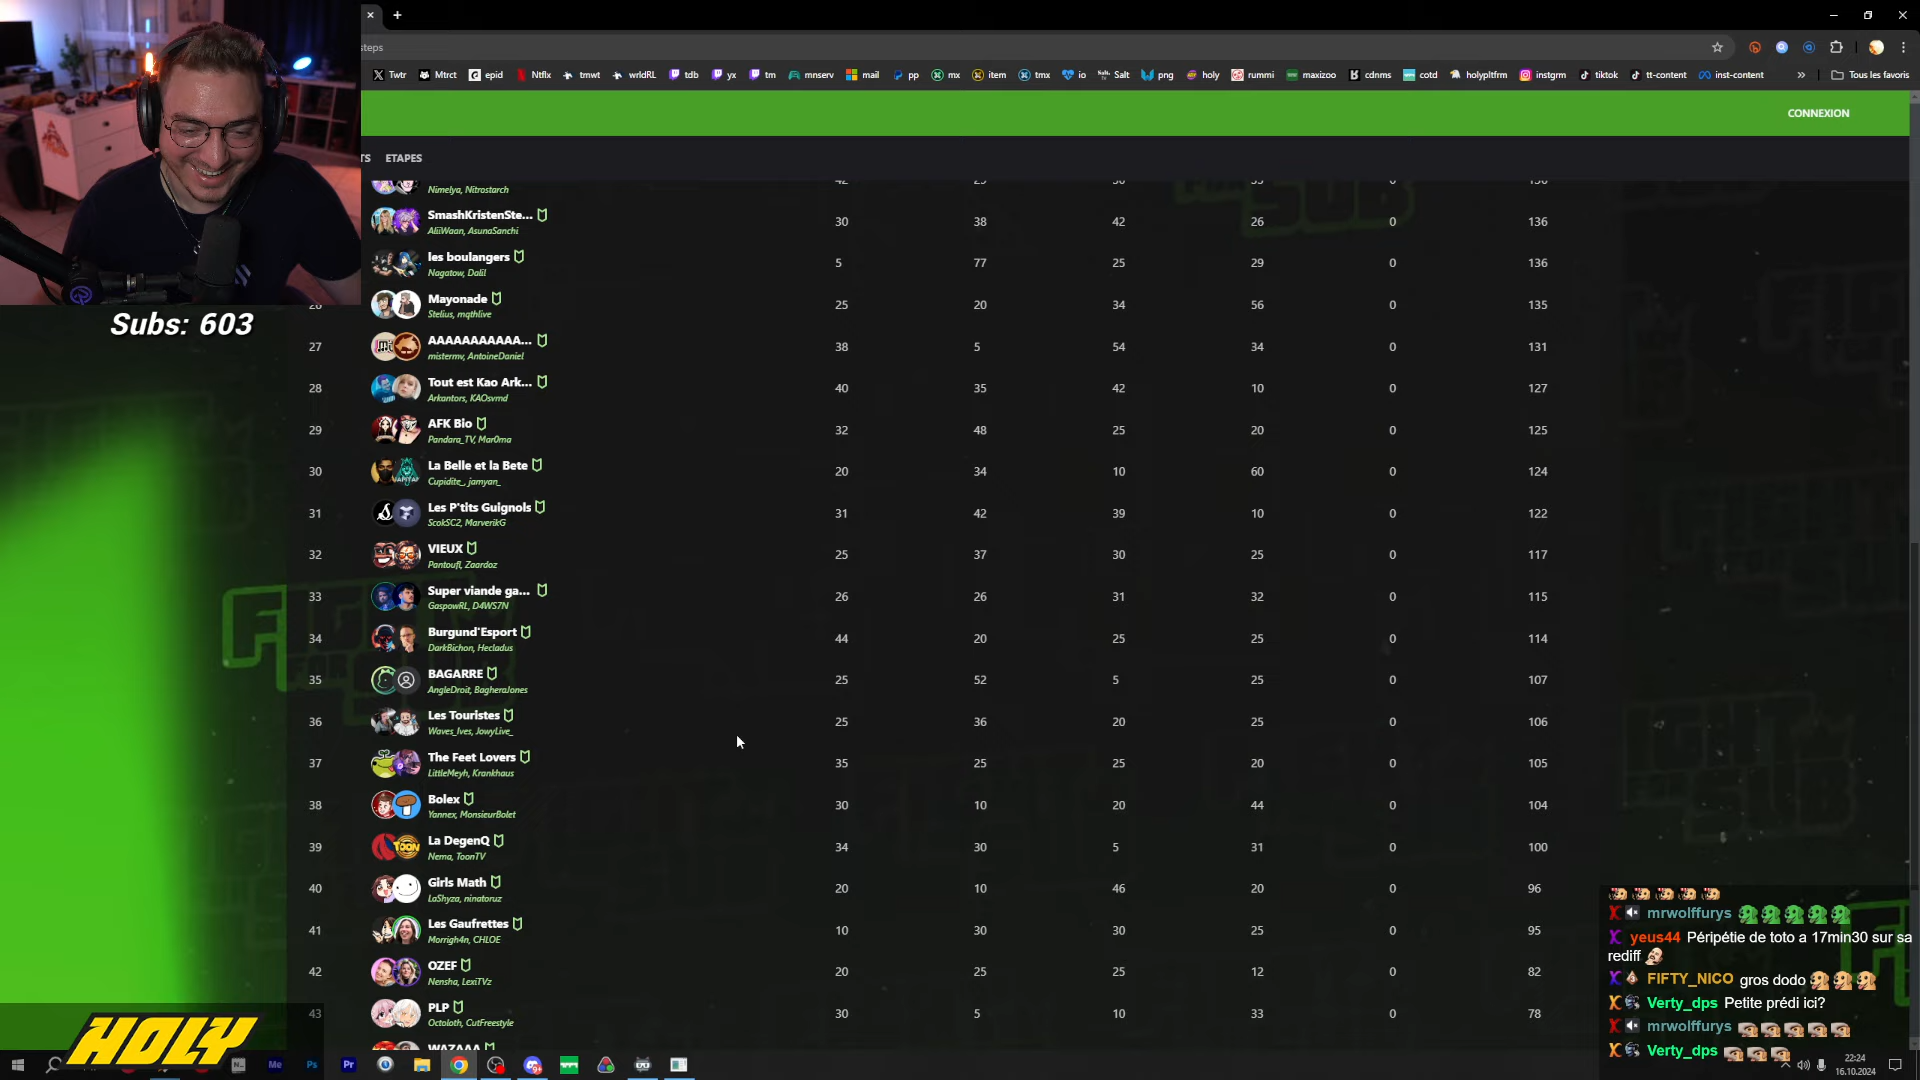 steps
Twtr
Mtrct
epid
Ntflx
tmwt
wrldRL
tdb
yx
tm
mnserv
mail
pp
mx
item
tmx
io
Salt
png
holy
rummi
maxizoo
cdnms
cotd
holypltfrm
instgrm
tiktok
tt-content
inst-content
Tous les favoris
CONNEXION
TS ETAPES
Nimelya, Nitrostarch
SmashKristenSte... 30 38 42 26 0 136
AliiWaan, AsunaSanchi
les boulangers 5 77 25 29 0 136
Nagatow, Dalil
Mayonade 25 20 34 56 0 135
Stelius, mqthlive
27 AAAAAAAAAAA... 38 5 54 34 0 131
mistermv, AntoineDaniel
28 Tout est Kao Ark... 40 35 42 10 0 127
Arkantors, KAOsvmd
29 AFK Bio 32 48 25 20 0 125
Pandara_TV, Mar0ma
30 La Belle et la Bete 20 34 10 60 0 124
Cupidite_, jamyan_
31 Les P'tits Guignols 31 42 39 10 0 122
ScokSC2, MarverikG
32 VIEUX 25 37 30 25 0 117
Pantoufl, Zaardoz
33 Super viande ga... 26 26 31 32 0 115
GaspowRL, D4WS7N
34 Burgund'Esport 44 20 25 25 0 114
DarkBichon, Hecladus
35 BAGARRE 25 52 5 25 0 107
AngleDroit, BagheraJones
36 Les Touristes 25 36 20 25 0 106
Waves_Ives, JowyLive_
37 The Feet Lovers 35 25 25 20 0 105
LittleMeyh, Krankhaus
38 Bolex 30 10 20 44 0 104
Yannex, MonsieurBolet
39 La DegenQ 34 30 5 31 0 100
Nema, ToonTV
40 Girls Math 20 10 46 20 0 96
LaShyza, ninatoruz
41 Les Gaufrettes 10 30 30 25 0 95
Morrigh4n, CHLOE
42 OZEF 20 25 25 12 0 82
Nensha, LexiTVz
43 PLP 30 5 10 33 0 78
Octoloth, CutFreestyle
WAZAAA
Subs: 603
HOLY
mrwolffurys
yeus44 Péripétie de toto a 17min30 sur sa
rediff
FIFTY_NICO gros dodo
Verty_dps Petite prédi ici?
mrwolffurys
Verty_dps
22:24
16.10.2024